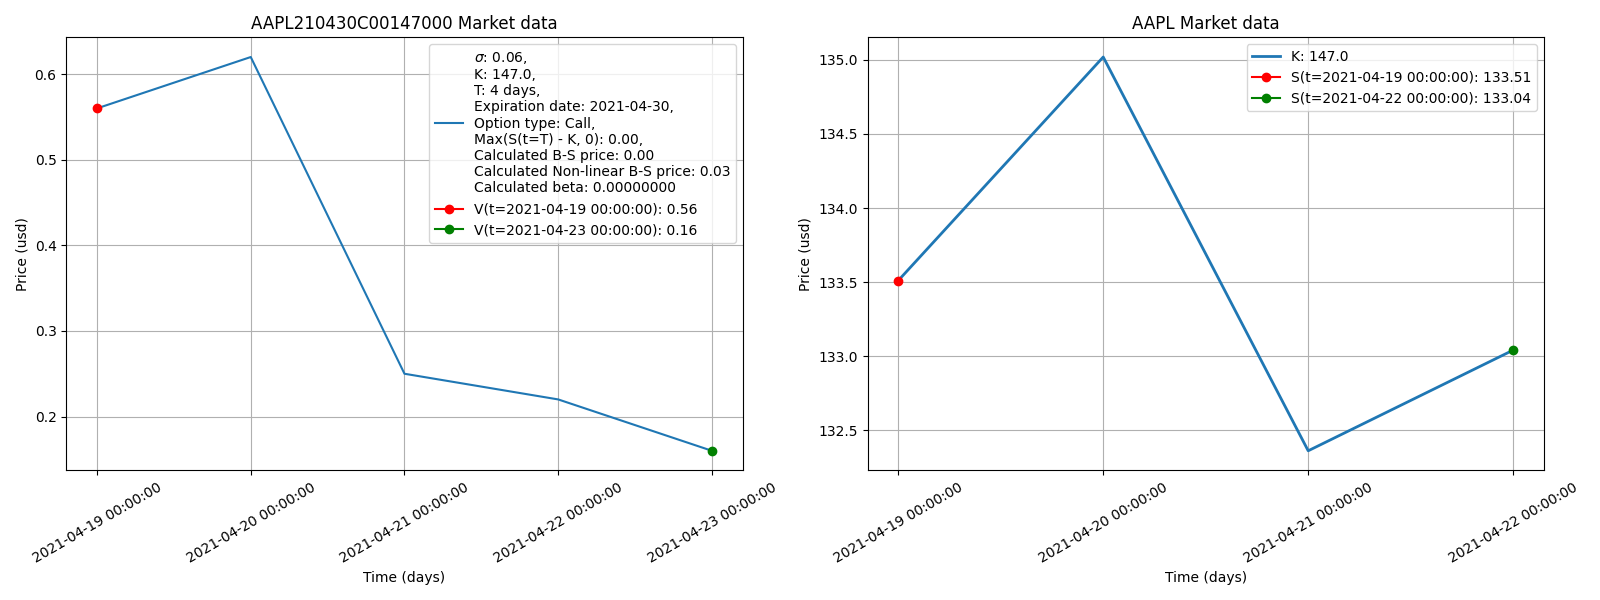 AAPL210430C00147000 Market data
σ: 0.06,
K: 147.0,
T: 4 days,
Expiration date: 2021-04-30,
Option type: Call,
Max(S(t=T) - K, 0): 0.00,
Calculated B-S price: 0.00
Calculated Non-linear B-S price: 0.03
Calculated beta: 0.00000000
V(t=2021-04-19 00:00:00): 0.56
V(t=2021-04-23 00:00:00): 0.16
Price (usd)
0.6
0.5
0.4
0.3
0.2
2021-04-19 00:00:00
2021-04-20 00:00:00
2021-04-21 00:00:00
2021-04-22 00:00:00
2021-04-23 00:00:00
Time (days)
AAPL Market data
K: 147.0
S(t=2021-04-19 00:00:00): 133.51
S(t=2021-04-22 00:00:00): 133.04
Price (usd)
135.0
134.5
134.0
133.5
133.0
132.5
2021-04-19 00:00:00
2021-04-20 00:00:00
2021-04-21 00:00:00
2021-04-22 00:00:00
Time (days)